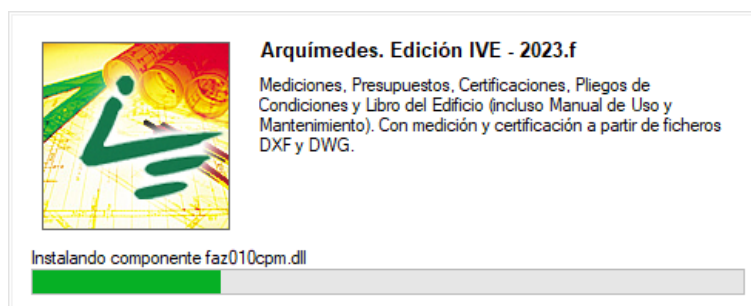 Arquímedes. Edición IVE - 2023.f
Mediciones, Presupuestos, Certificaciones, Pliegos de
Condiciones y Libro del Edificio (incluso Manual de Uso y
Mantenimiento). Con medición y certificación a partir de ficheros
DXF y DWG.
Instalando componente faz010cpm.dll